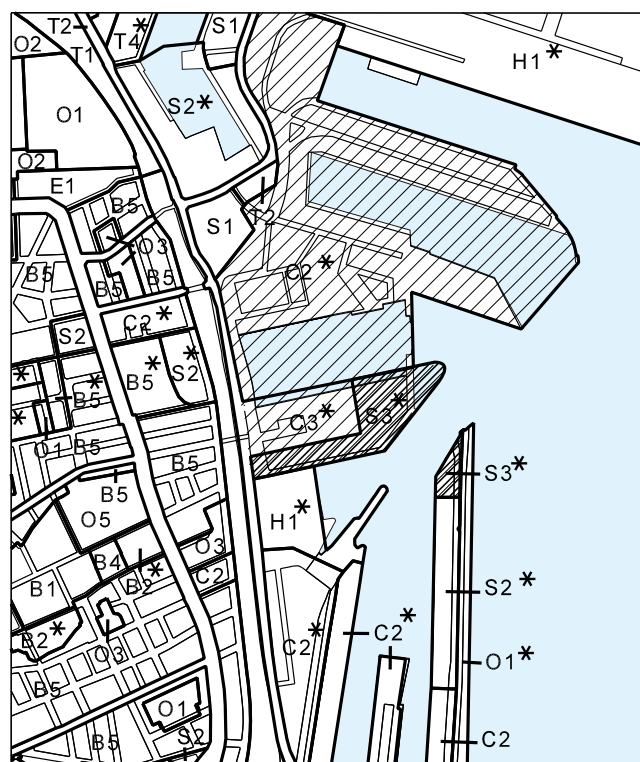 T2
T4*
S1
O2
T1
H1*
S2*
O1
O2
E1
B5
T2
S1
O3
B5
B5
B5
C2*
C2*
S2
B5*
S2*
*
*
B5
*
C3*
S3*
O1
B5
B5
S3*
B5
O5
H1*
O3
B4
B2*
C2
B1
S2*
C2*
B2*
C2*
O3
O1*
B5
O1
B5
S2
C2